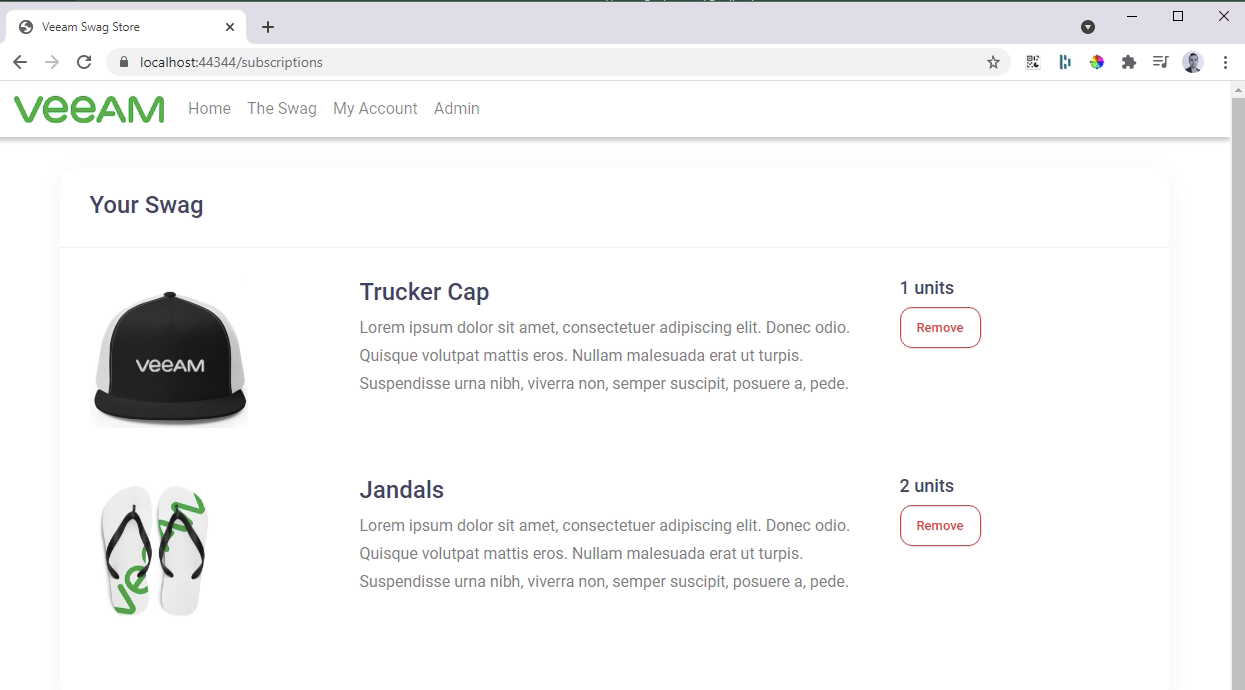 Veeam Swag Store
localhost:44344/subscriptions
veeAM
Home The Swag My Account Admin
Your Swag
Trucker Cap
1 units
Lorem ipsum dolor sit amet, consectetuer adipiscing elit. Donec odio.
Quisque volutpat mattis eros. Nullam malesuada erat ut turpis.
Suspendisse urna nibh, viverra non, semper suscipit, posuere a, pede.
Remove
veeAM
Jandals
2 units
Lorem ipsum dolor sit amet, consectetuer adipiscing elit. Donec odio.
Quisque volutpat mattis eros. Nullam malesuada erat ut turpis.
Suspendisse urna nibh, viverra non, semper suscipit, posuere a, pede.
Remove
veeAM